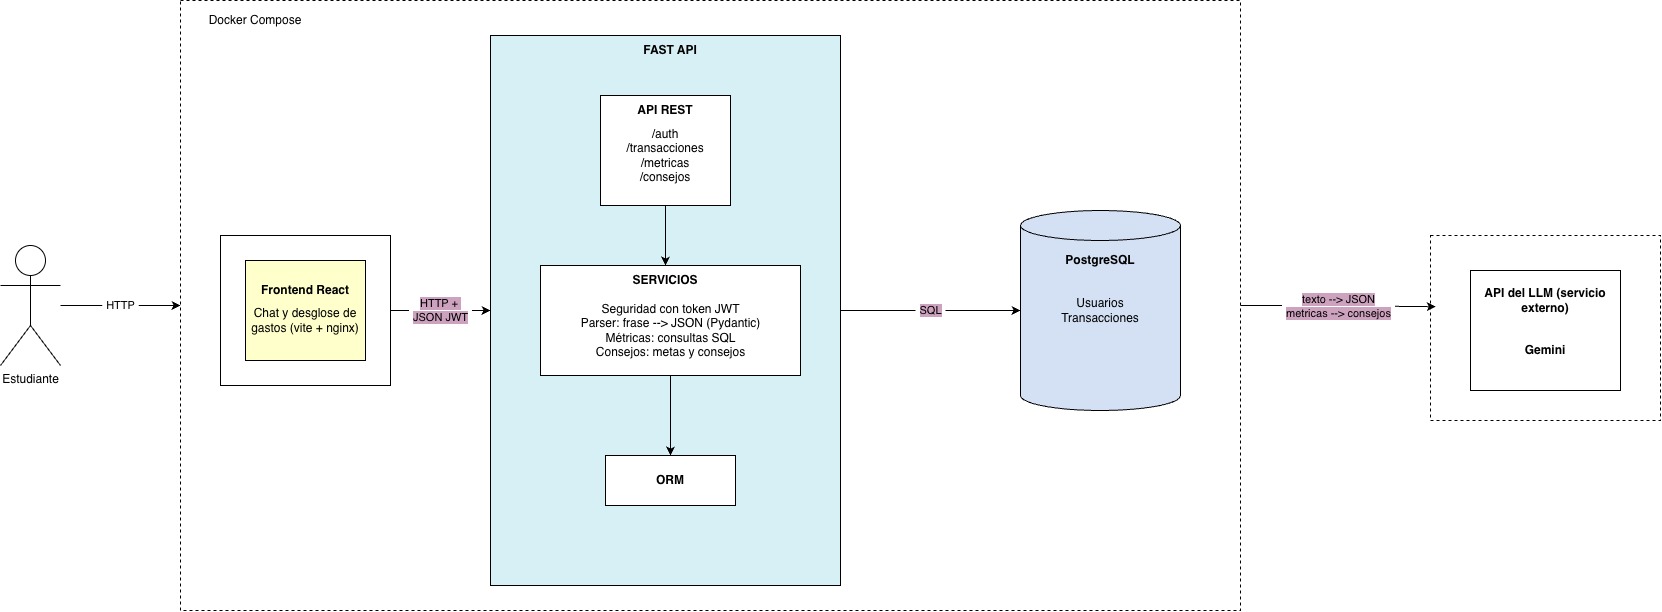 Docker Compose
FAST API
API REST
/auth
/transacciones
/metricas
/consejos
Estudiante
HTTP
Frontend React
Chat y desglose de
gastos (vite + nginx)
HTTP +
JSON JWT
SERVICIOS
Seguridad con token JWT
Parser: frase --> JSON (Pydantic)
Métricas: consultas SQL
Consejos: metas y consejos
ORM
SQL
PostgreSQL
Usuarios
Transacciones
texto --> JSON
metricas --> consejos
API del LLM (servicio
externo)
Gemini